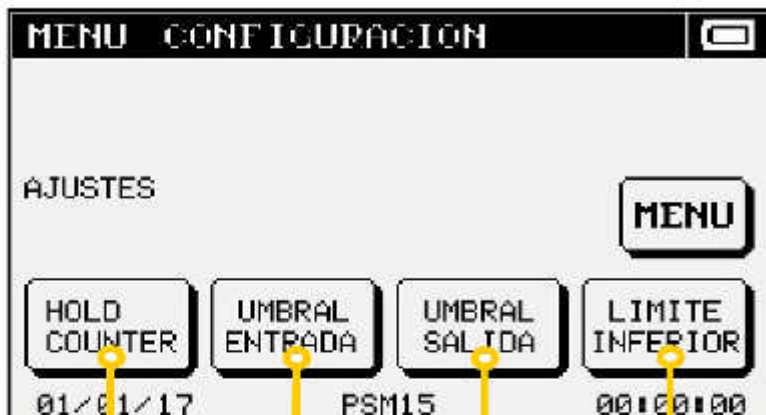 MENU CONFIGURACION
AJUSTES
MENU
HOLD COUNTER
UMBRAL ENTRADA
UMBRAL SALIDA
LIMITE INFERIOR
01/01/17 PSM15 00:00:00